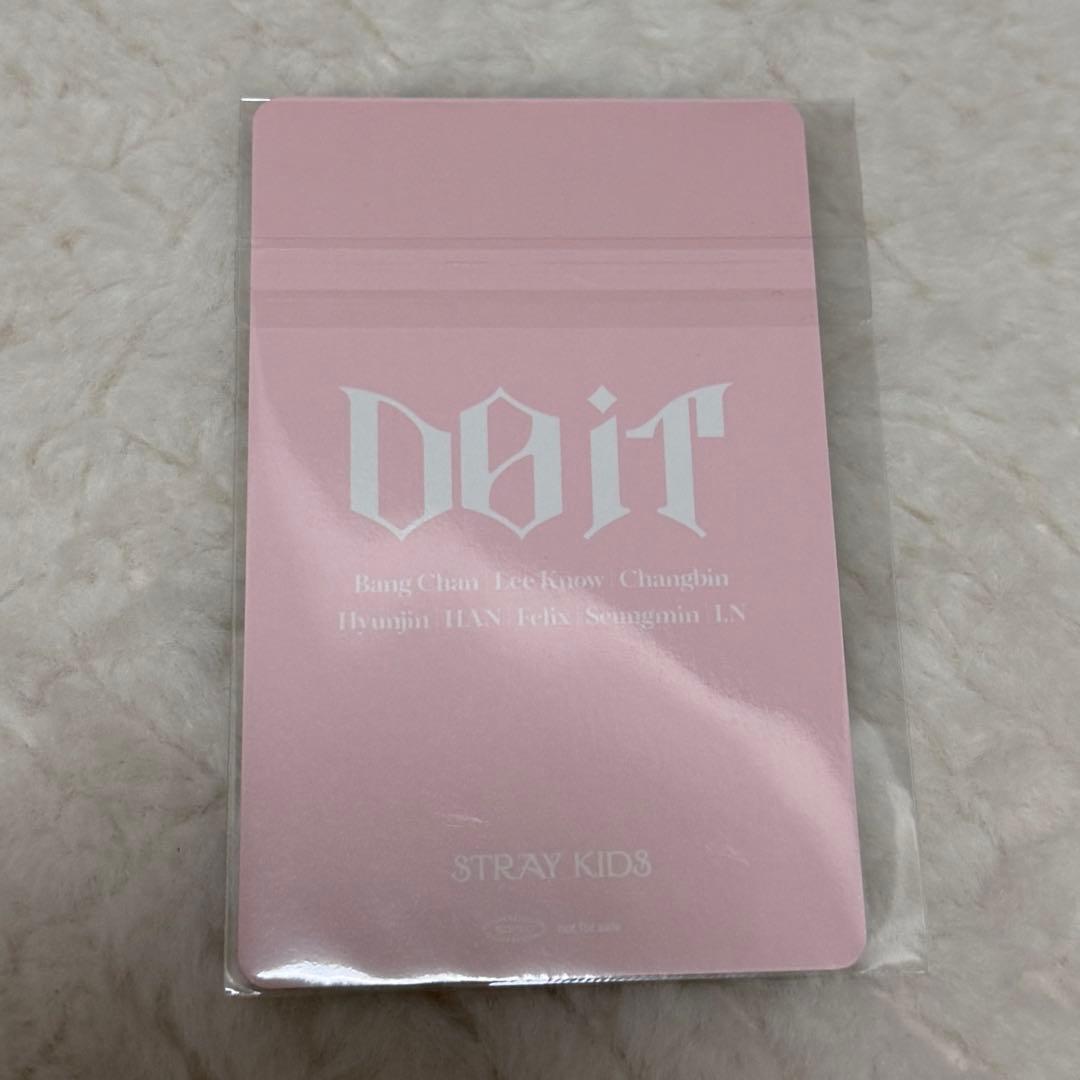 DO iT
Bang Chan | Lee Know | Changbin
Hyunjin | HAN | Felix | Seungmin | I.N
STRAY KIDS
not for sale